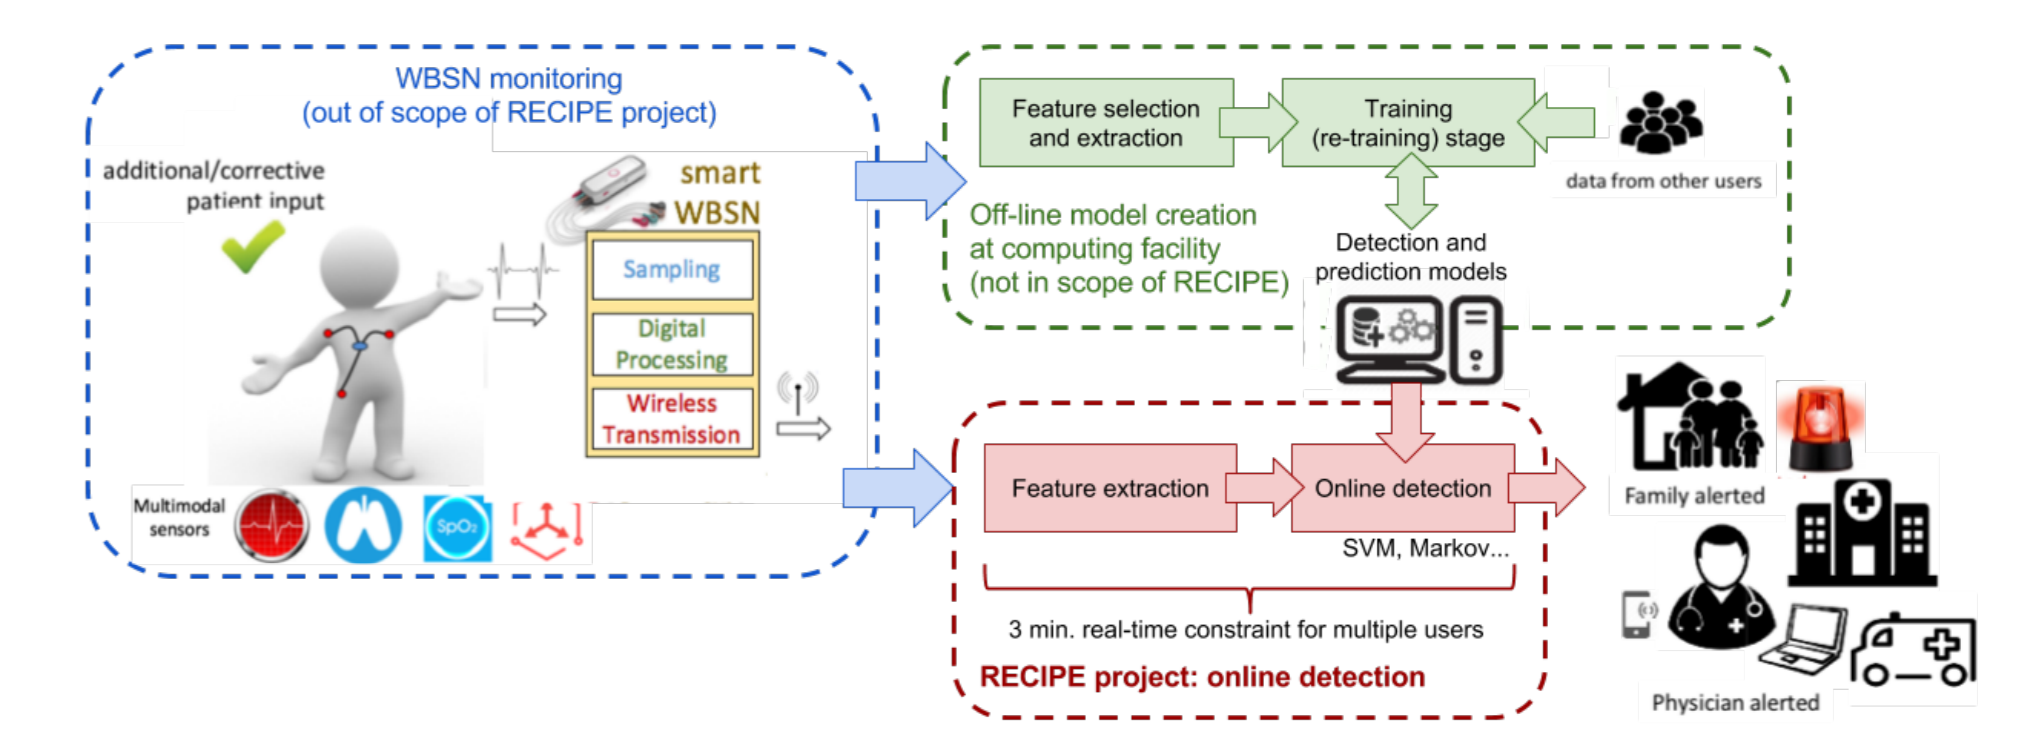 WBSN monitoring
(out of scope of RECIPE project)
additional/corrective
patient input
smart
WBSN
Sampling
Digital
Processing
Wireless
Transmission
Multimodal
sensors
SpO₂
Feature selection
and extraction
Training
(re-training) stage
data from other users
Off-line model creation
at computing facility
(not in scope of RECIPE)
Detection and
prediction models
Feature extraction
Online detection
SVM, Markov...
3 min. real-time constraint for multiple users
RECIPE project: online detection
Family alerted
Physician alerted